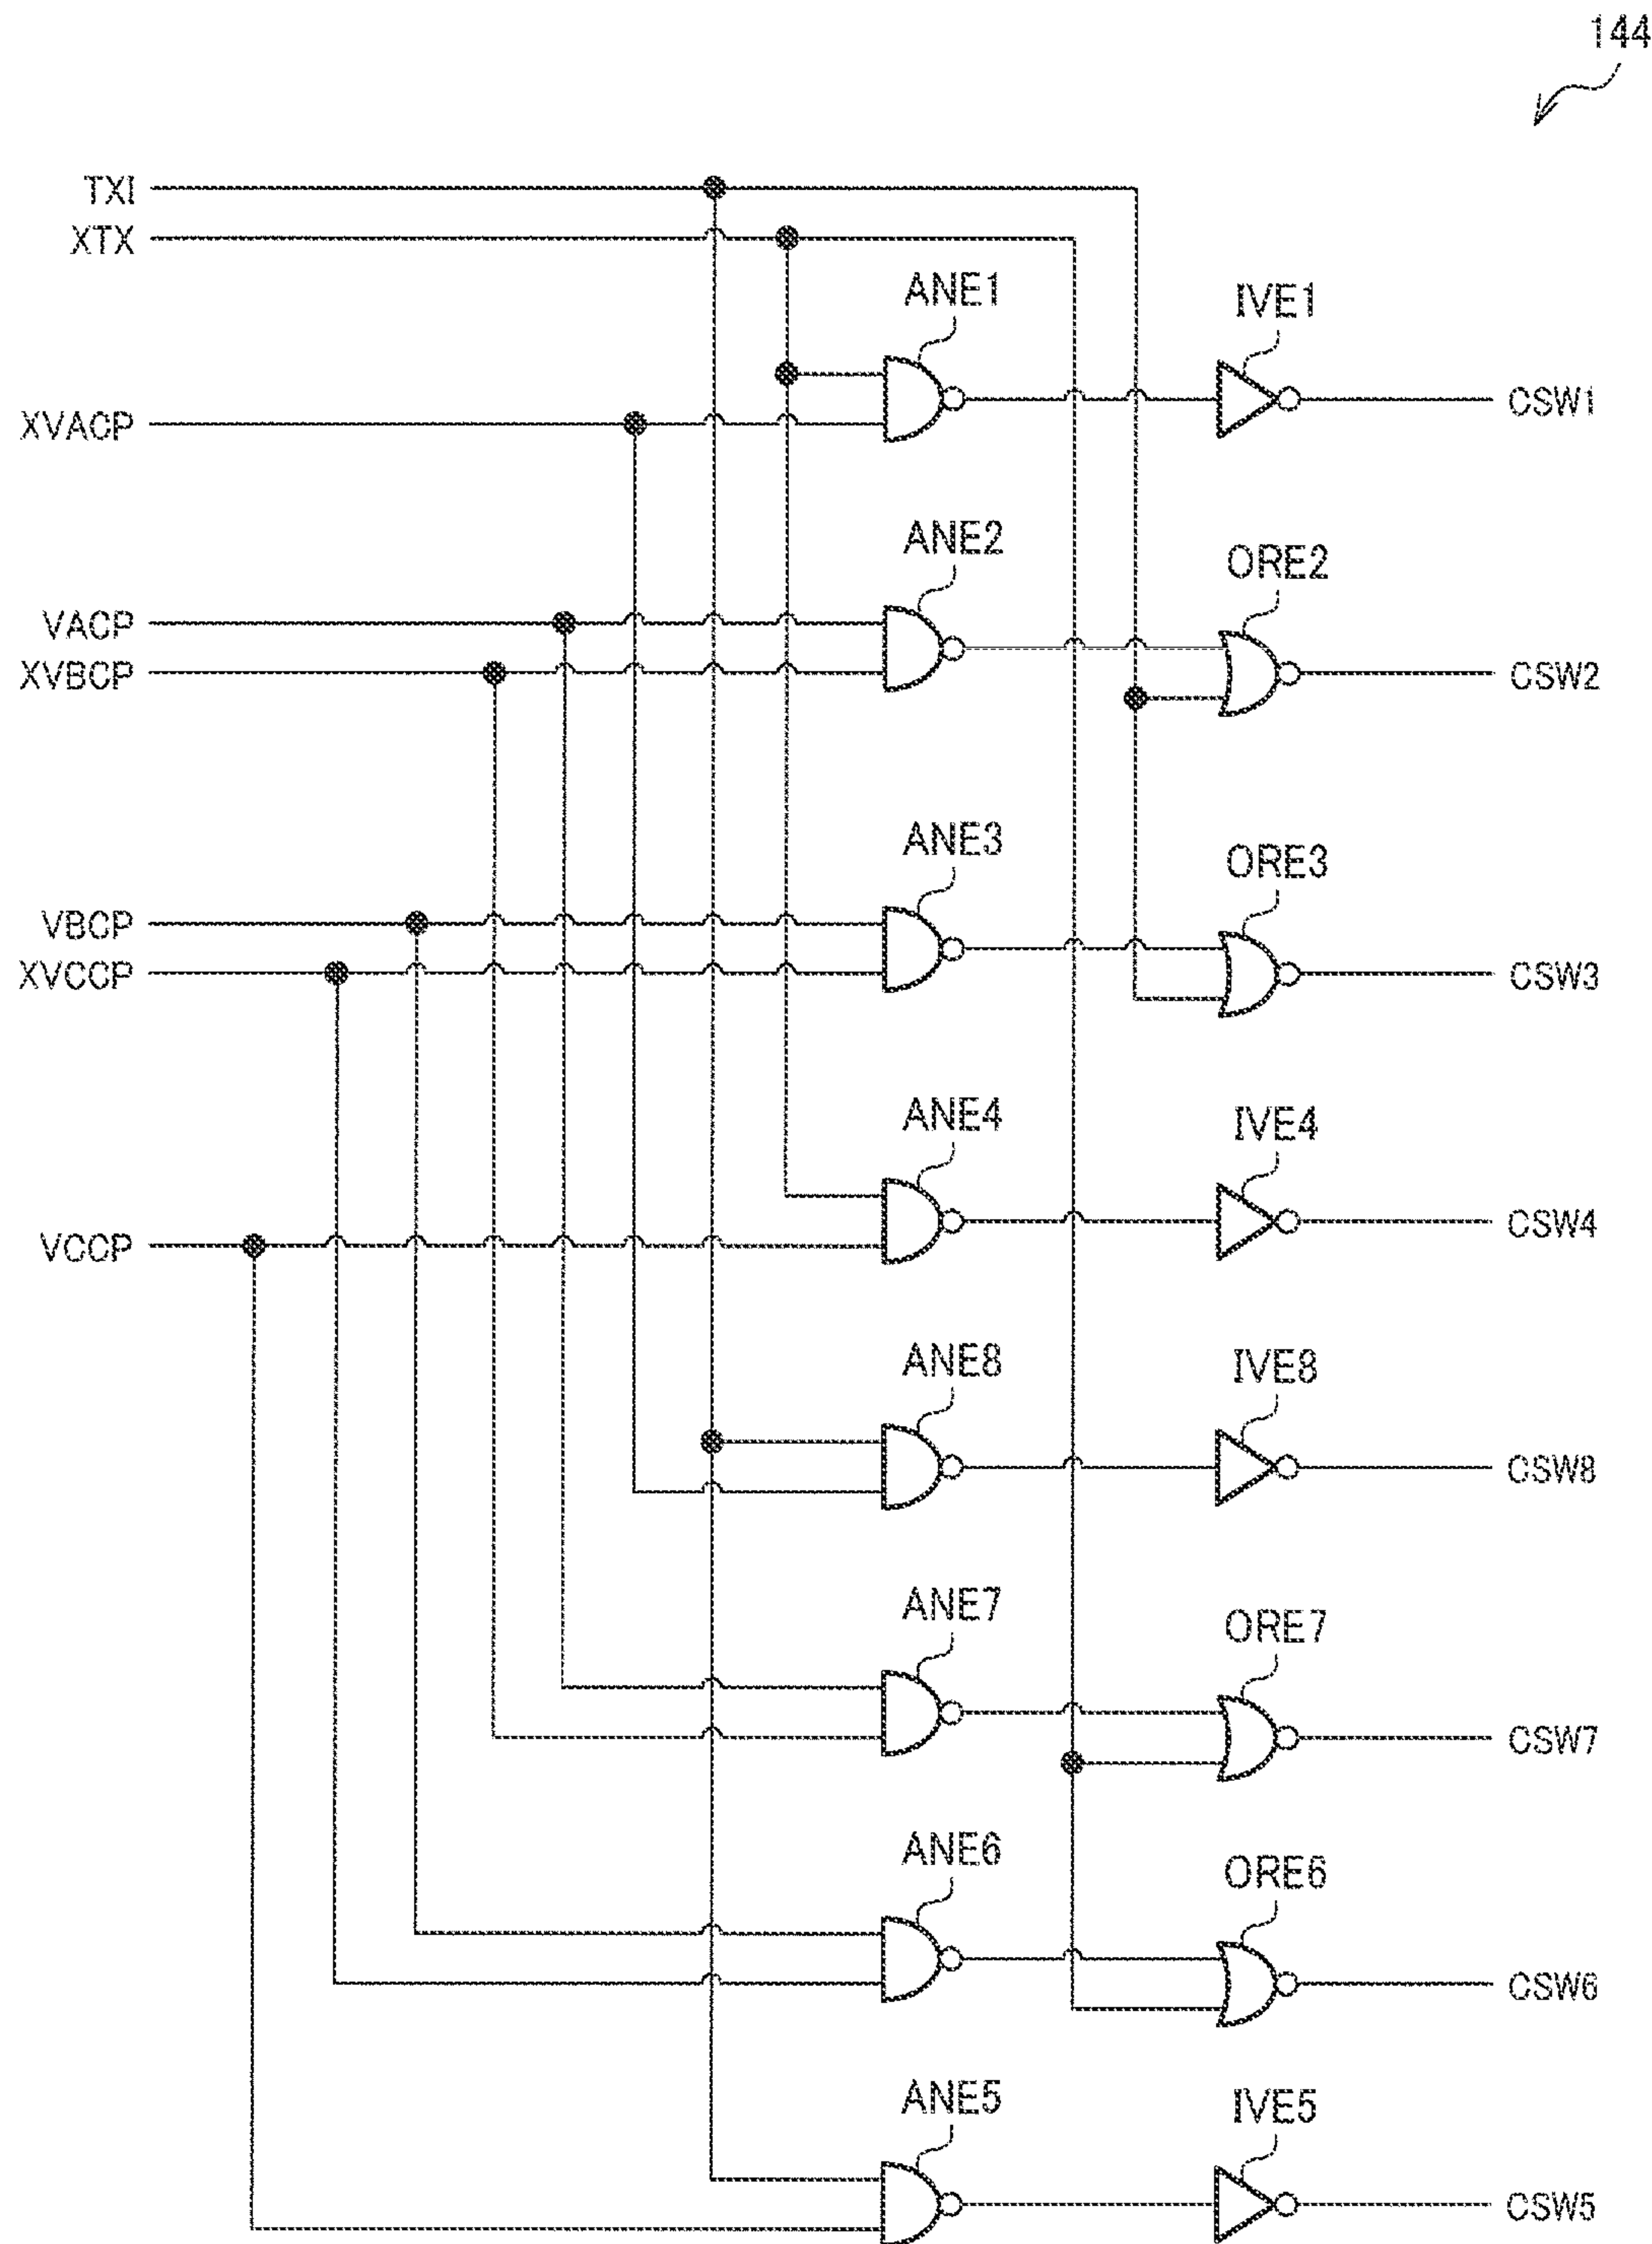 144
TXI
XTX
ANE1
IVE1
XVACP
CSW1
ANE2
ORE2
VACP
XVBCP
CSW2
ANE3
ORE3
VBCP
XVCCP
CSW3
ANE4
IVE4
VCCP
CSW4
ANE8
IVE8
CSW8
ANE7
ORE7
CSW7
ANE6
ORE6
CSW6
ANE5
IVE5
CSW5